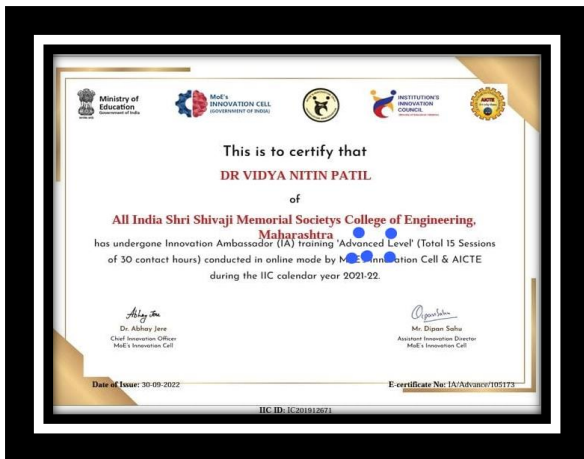 Ministry of
Education
Government of India
MoE's
INNOVATION CELL
(GOVERNMENT OF INDIA)
INSTITUTION'S
INNOVATION
COUNCIL
AICTE
This is to certify that
DR VIDYA NITIN PATIL
of
All India Shri Shivaji Memorial Societys College of Engineering,
Maharashtra
has undergone Innovation Ambassador (IA) training 'Advanced Level' (Total 15 Sessions
of 30 contact hours) conducted in online mode by Cell & AICTE
during the IIC calendar year 2021-22.
Dr. Abhay Jere
Chief Innovation Officer
MoE's Innovation Cell
Mr. Dipan Sahu
Assistant Innovation Director
MoE's Innovation Cell
Date of Issue: 30-09-2022
E-certificate No: IA/Advance/105173
IIC ID: IC201912671